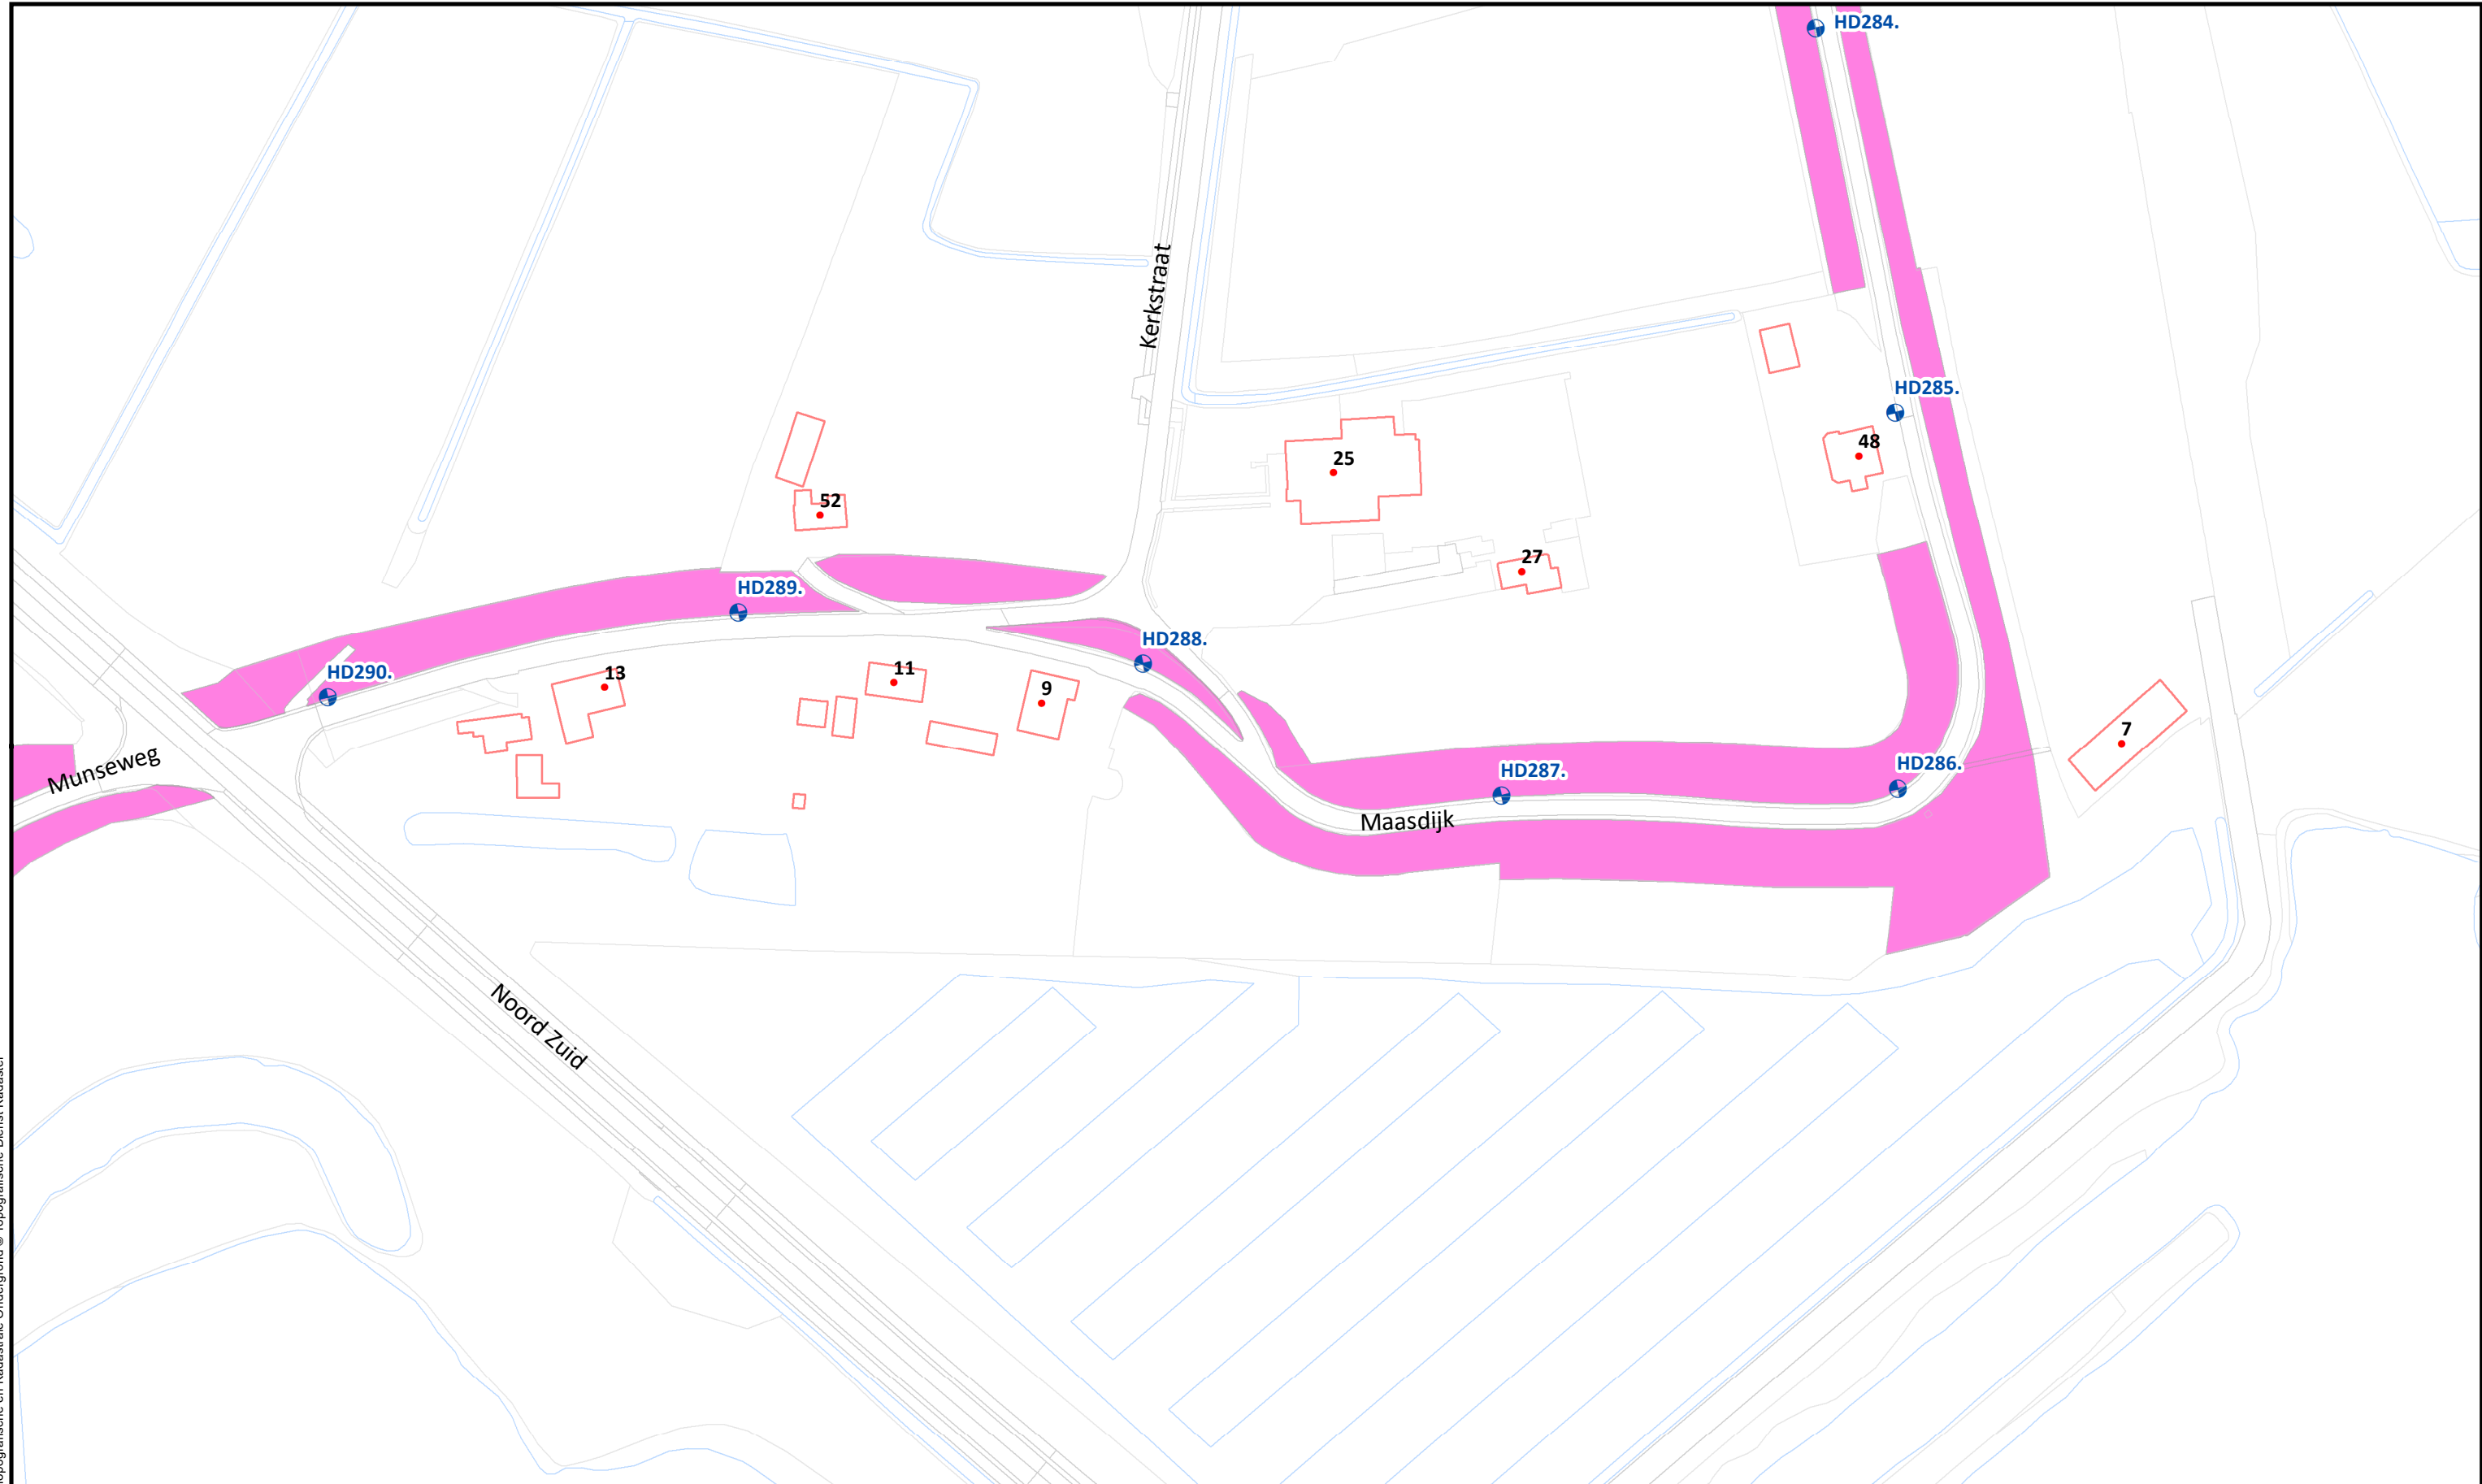 HD284.
Kerkstraat
HD285.
48
25
52
27
HD289.
HD288.
HD290.
13
11
9
7
Munseweg
HD287.
HD286.
Maasdijk
Noord Zuid